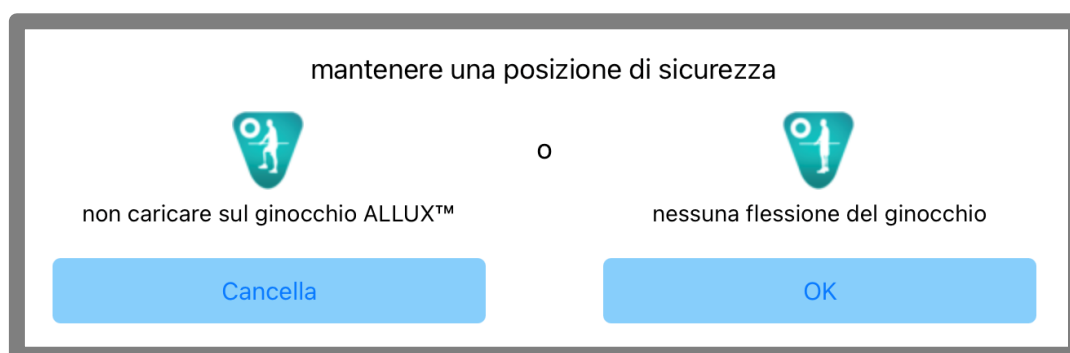 mantenere una posizione di sicurezza
o
non caricare sul ginocchio ALLUX™
nessuna flessione del ginocchio
Cancella
OK